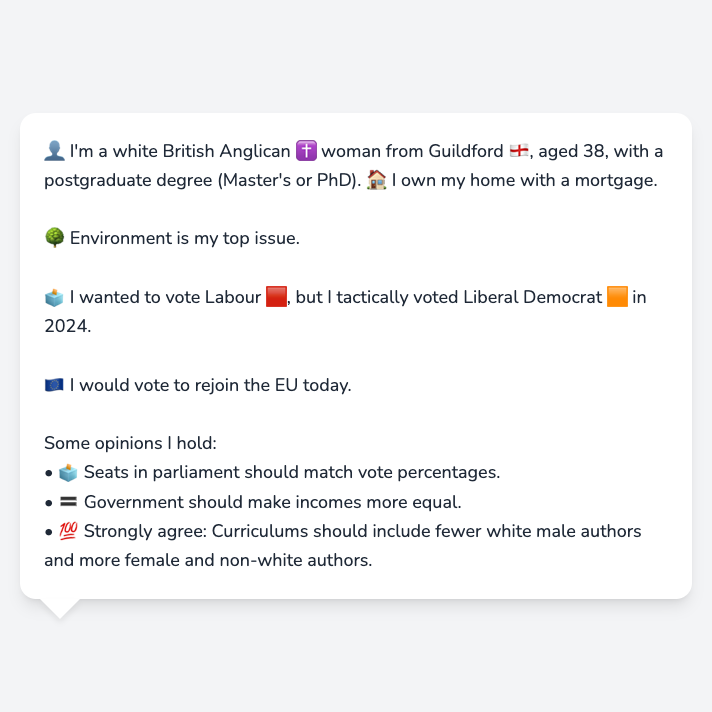 👤 I'm a white British Anglican ✝️ woman from Guildford 🏴󠁧󠁢󠁥󠁮󠁧󠁿, aged 38, with a
postgraduate degree (Master's or PhD). 🏠 I own my home with a mortgage.
🌳 Environment is my top issue.
🗳️ I wanted to vote Labour 🟥, but I tactically voted Liberal Democrat 🟧 in
2024.
🇪🇺 I would vote to rejoin the EU today.
Some opinions I hold:
• 🗳️ Seats in parliament should match vote percentages.
• 🟰 Government should make incomes more equal.
• 💯 Strongly agree: Curriculums should include fewer white male authors
and more female and non-white authors.